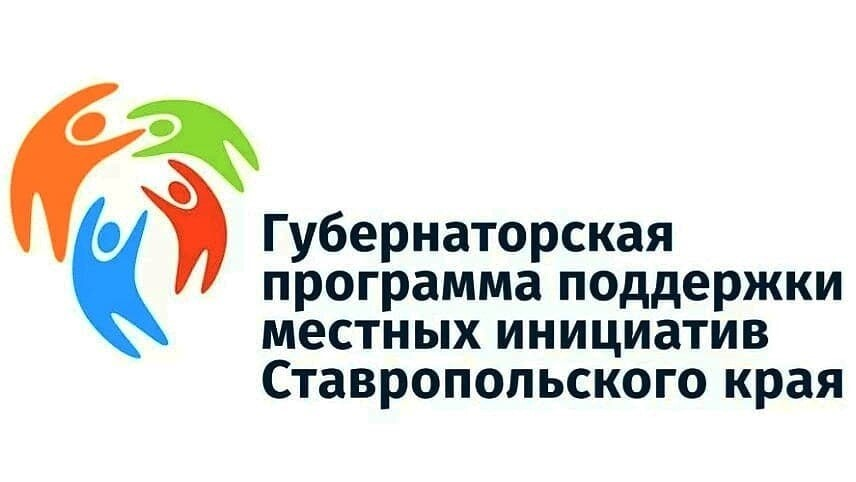 Губернаторская
программа поддержки
местных инициатив
Ставропольского края